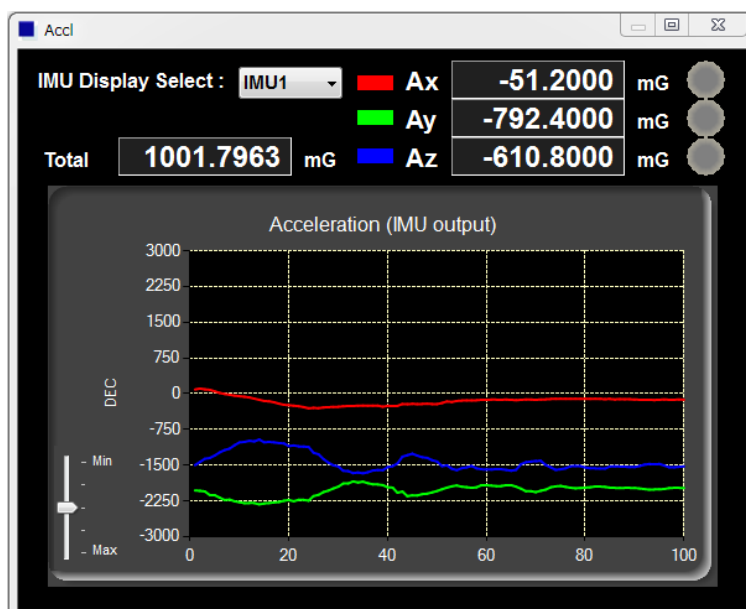 Accl
IMU Display Select : IMU1 Ax -51.2000 mG
Ay -792.4000 mG
Total 1001.7963 mG Az -610.8000 mG
Acceleration (IMU output)
3000
2250
1500
750
0
DEC
-750
-1500
-2250
-3000
Min
Max
0 20 40 60 80 100